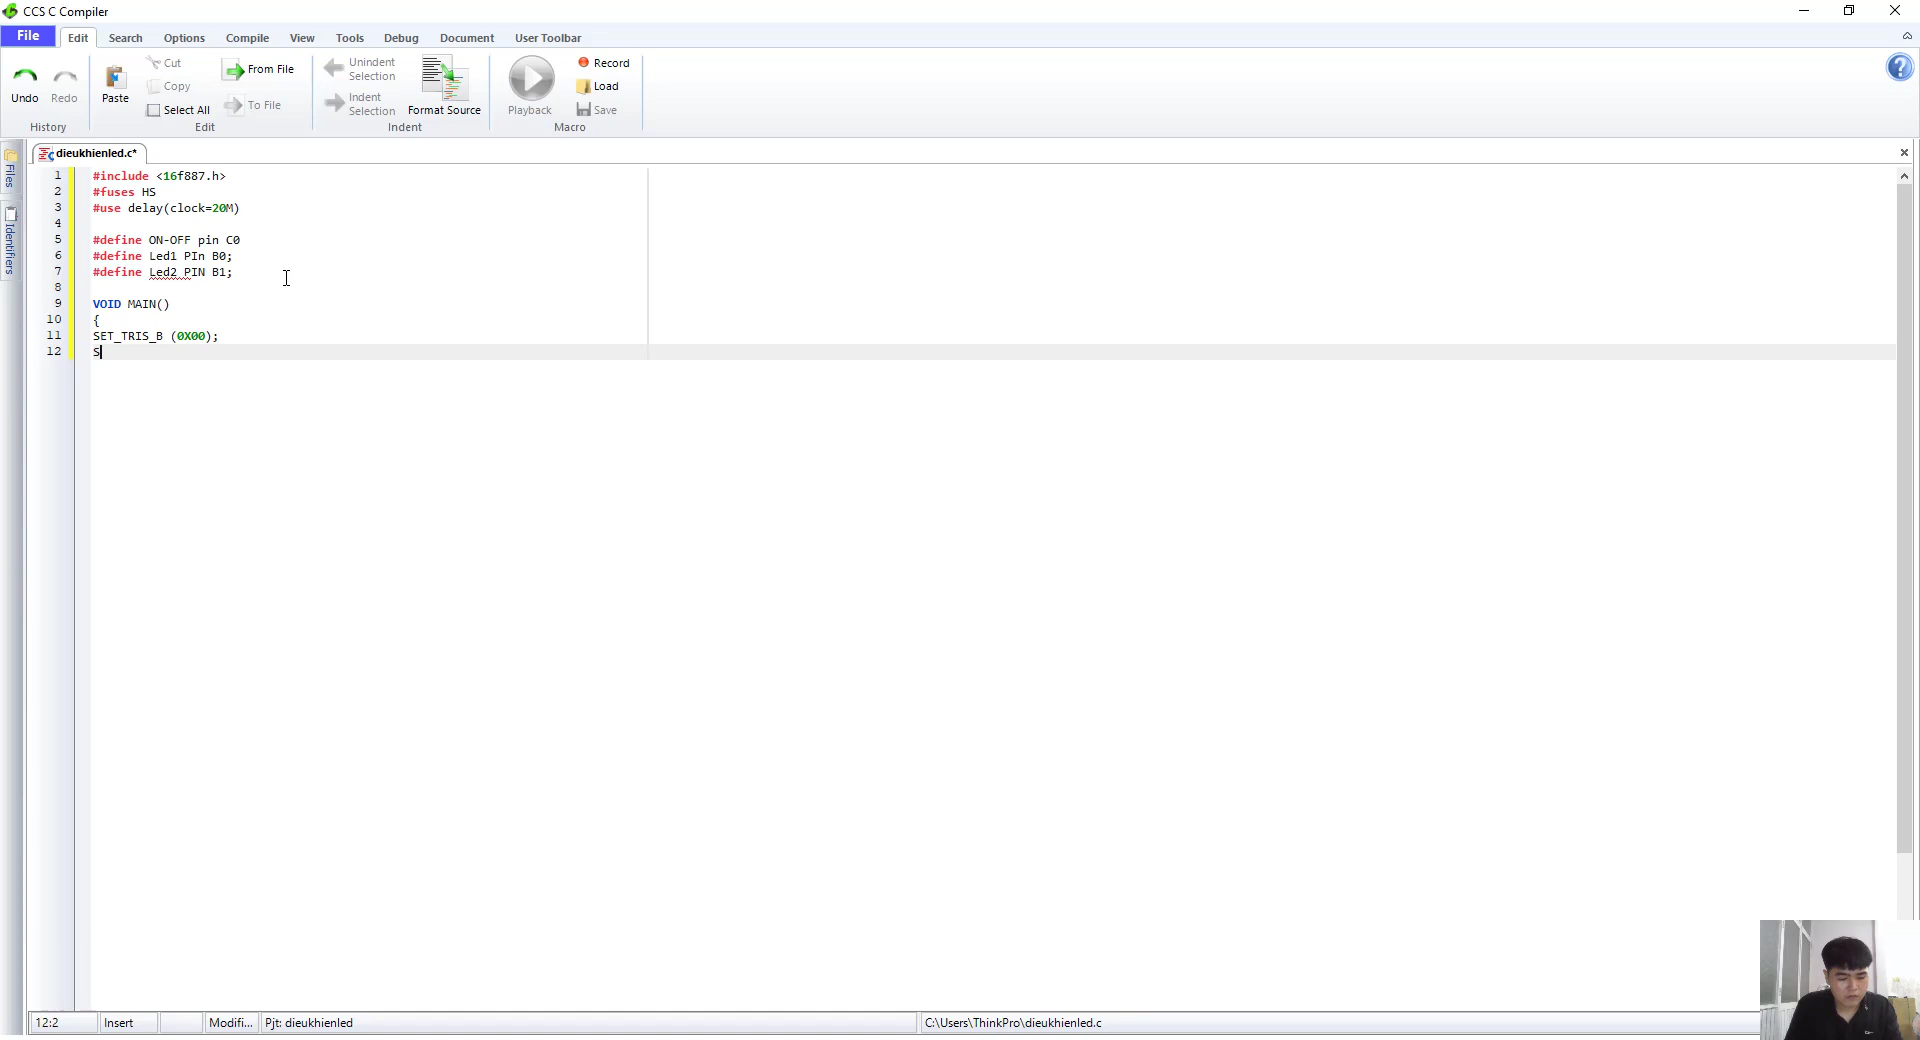 CCS C Compiler
File Edit Search Options Compile View Tools Debug Document User Toolbar
Undo Redo
History
Paste Cut Copy Select All From File To File
Edit
Unindent Selection
Indent Selection
Format Source
Indent
Playback Record Load Save
Macro
dieukhienled.c*
Files
Identifiers
1 #include <16f887.h>
2 #fuses HS
3 #use delay(clock=20M)
4
5 #define ON-OFF pin C0
6 #define Led1 PIn B0;
7 #define Led2 PIN B1;
8
9 VOID MAIN()
10 {
11 SET_TRIS_B (0X00);
12 S
12:2 Insert Modifi... Pjt: dieukhienled C:\Users\ThinkPro\dieukhienled.c